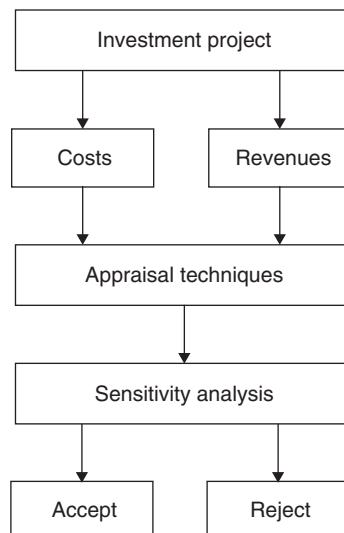 Investment project
Costs
Revenues
Appraisal techniques
Sensitivity analysis
Accept
Reject